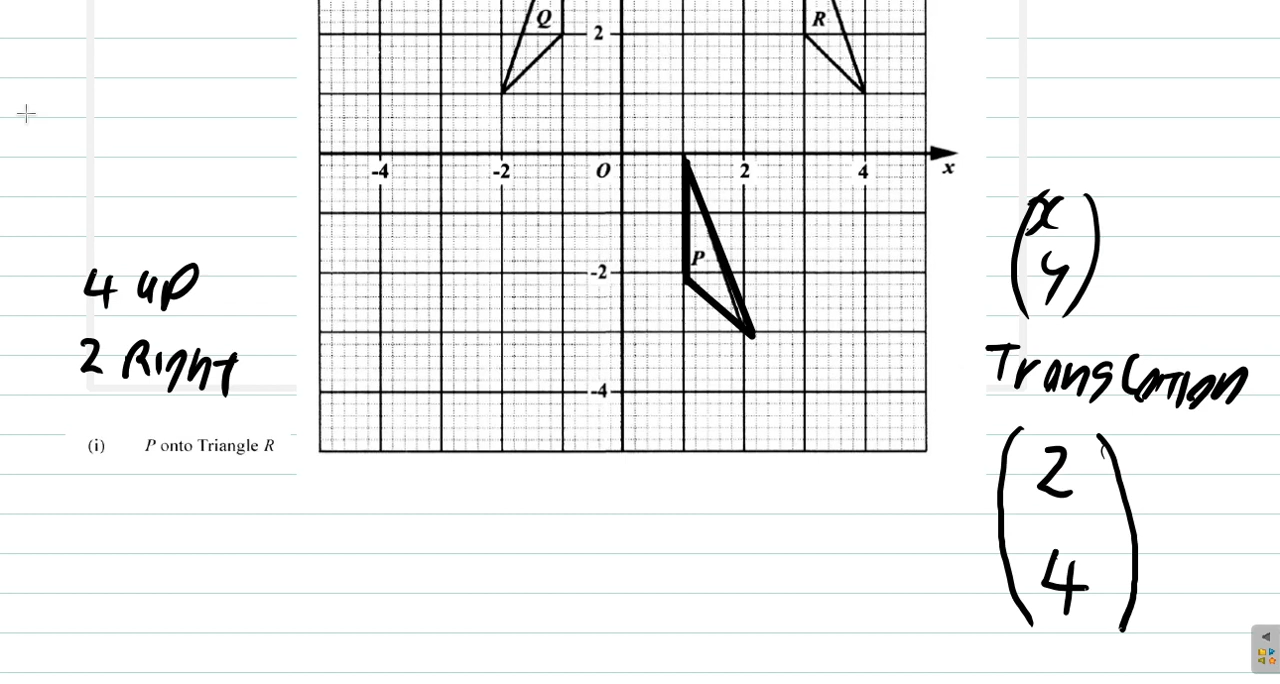 Q
R
2
-4
-2
O
2
4
x
P
-2
-4
4 up
2 Right
(i) P onto Triangle R
x
y
Translation
2
4